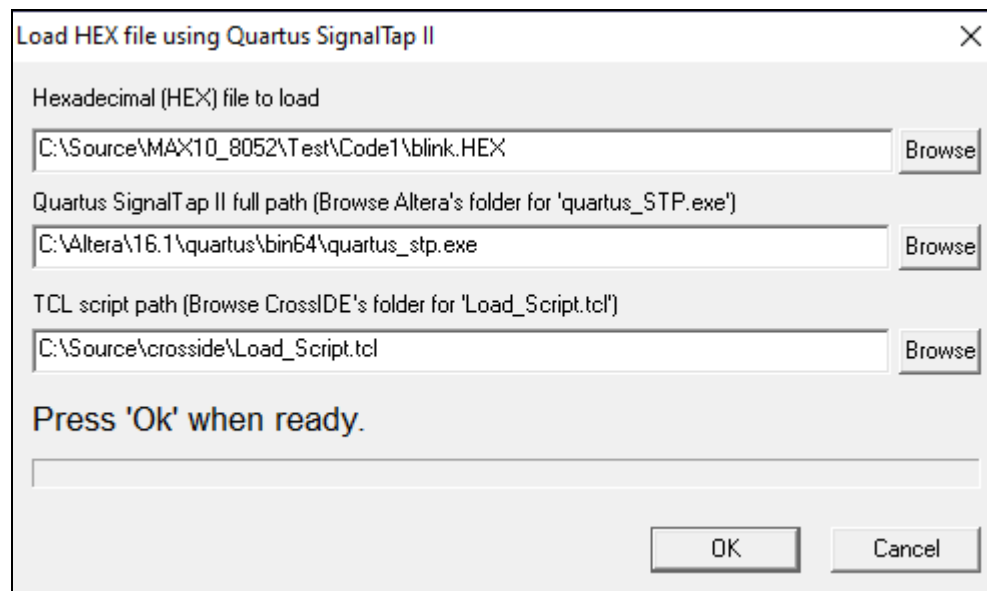 Load HEX file using Quartus SignalTap II
Hexadecimal (HEX) file to load
C:\Source\MAX10_8052\Test\Code1\blink.HEX
Browse
Quartus SignalTap II full path (Browse Altera's folder for 'quartus_STP.exe')
C:\Altera\16.1\quartus\bin64\quartus_stp.exe
Browse
TCL script path (Browse CrossIDE's folder for 'Load_Script.tcl')
C:\Source\crosside\Load_Script.tcl
Browse
Press 'Ok' when ready.
OK
Cancel